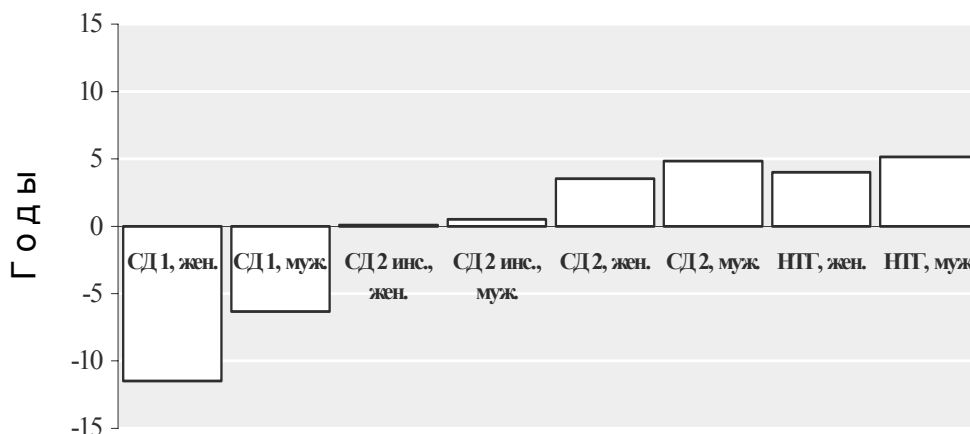 15
10
5
0
-5
-10
-15
Годы
СД 1, жен.
СД 1, муж.
СД 2 инс.,
жен.
СД 2 инс.,
муж.
СД 2, жен.
СД 2, муж.
НТГ, жен.
НТГ, муж